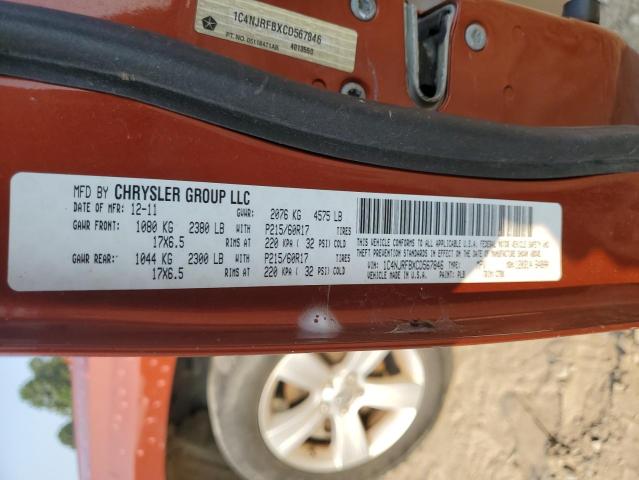 1C4NJRFBXCD567846
PT. NO. 05116471AB 4013550
MFD BY CHRYSLER GROUP LLC
DATE OF MFR: 12-11 GVWR: 2076 KG 4575 LB
GAWR FRONT: 1080 KG 2380 LB WITH P215/60R17 TIRES
17X6.5 RIMS AT 220 KPA ( 32 PSI) COLD
GAWR REAR: 1044 KG 2300 LB WITH P215/60R17 TIRES
17X6.5 RIMS AT 220 KPA ( 32 PSI) COLD
THIS VEHICLE CONFORMS TO ALL APPLICABLE U.S.A. FEDERAL MOTOR VEHICLE SAFETY AND
THEFT PREVENTION STANDARDS IN EFFECT ON THE DATE OF MANUFACTURE SHOWN ABOVE.
VIN: 1C4NJRFBXCD567846 TYPE:
VEHICLE MADE IN U.S.A. PAINT: